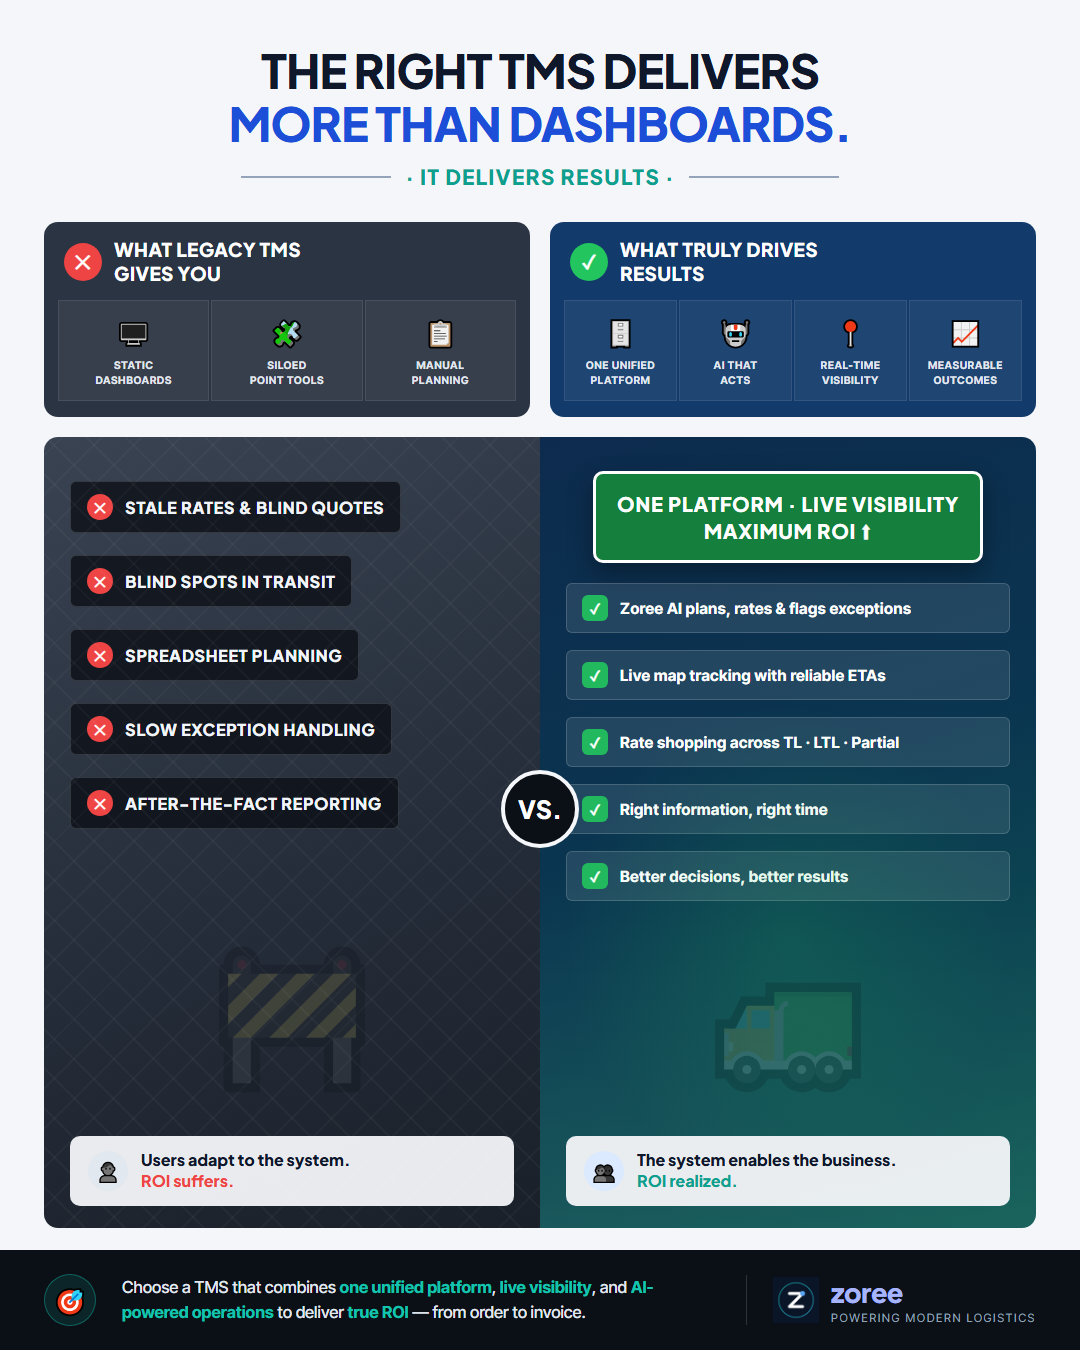 THE RIGHT TMS DELIVERS
MORE THAN DASHBOARDS.
· IT DELIVERS RESULTS ·
WHAT LEGACY TMS
GIVES YOU
STATIC
DASHBOARDS
SILOED
POINT TOOLS
MANUAL
PLANNING
WHAT TRULY DRIVES
RESULTS
ONE UNIFIED
PLATFORM
AI THAT
ACTS
REAL-TIME
VISIBILITY
MEASURABLE
OUTCOMES
STALE RATES & BLIND QUOTES
BLIND SPOTS IN TRANSIT
SPREADSHEET PLANNING
SLOW EXCEPTION HANDLING
AFTER-THE-FACT REPORTING
VS.
ONE PLATFORM · LIVE VISIBILITY
MAXIMUM ROI ⬆
Zoree AI plans, rates & flags exceptions
Live map tracking with reliable ETAs
Rate shopping across TL · LTL · Partial
Right information, right time
Better decisions, better results
Users adapt to the system.
ROI suffers.
The system enables the business.
ROI realized.
Choose a TMS that combines one unified platform, live visibility, and AI-
powered operations to deliver true ROI — from order to invoice.
Z
zoree
POWERING MODERN LOGISTICS